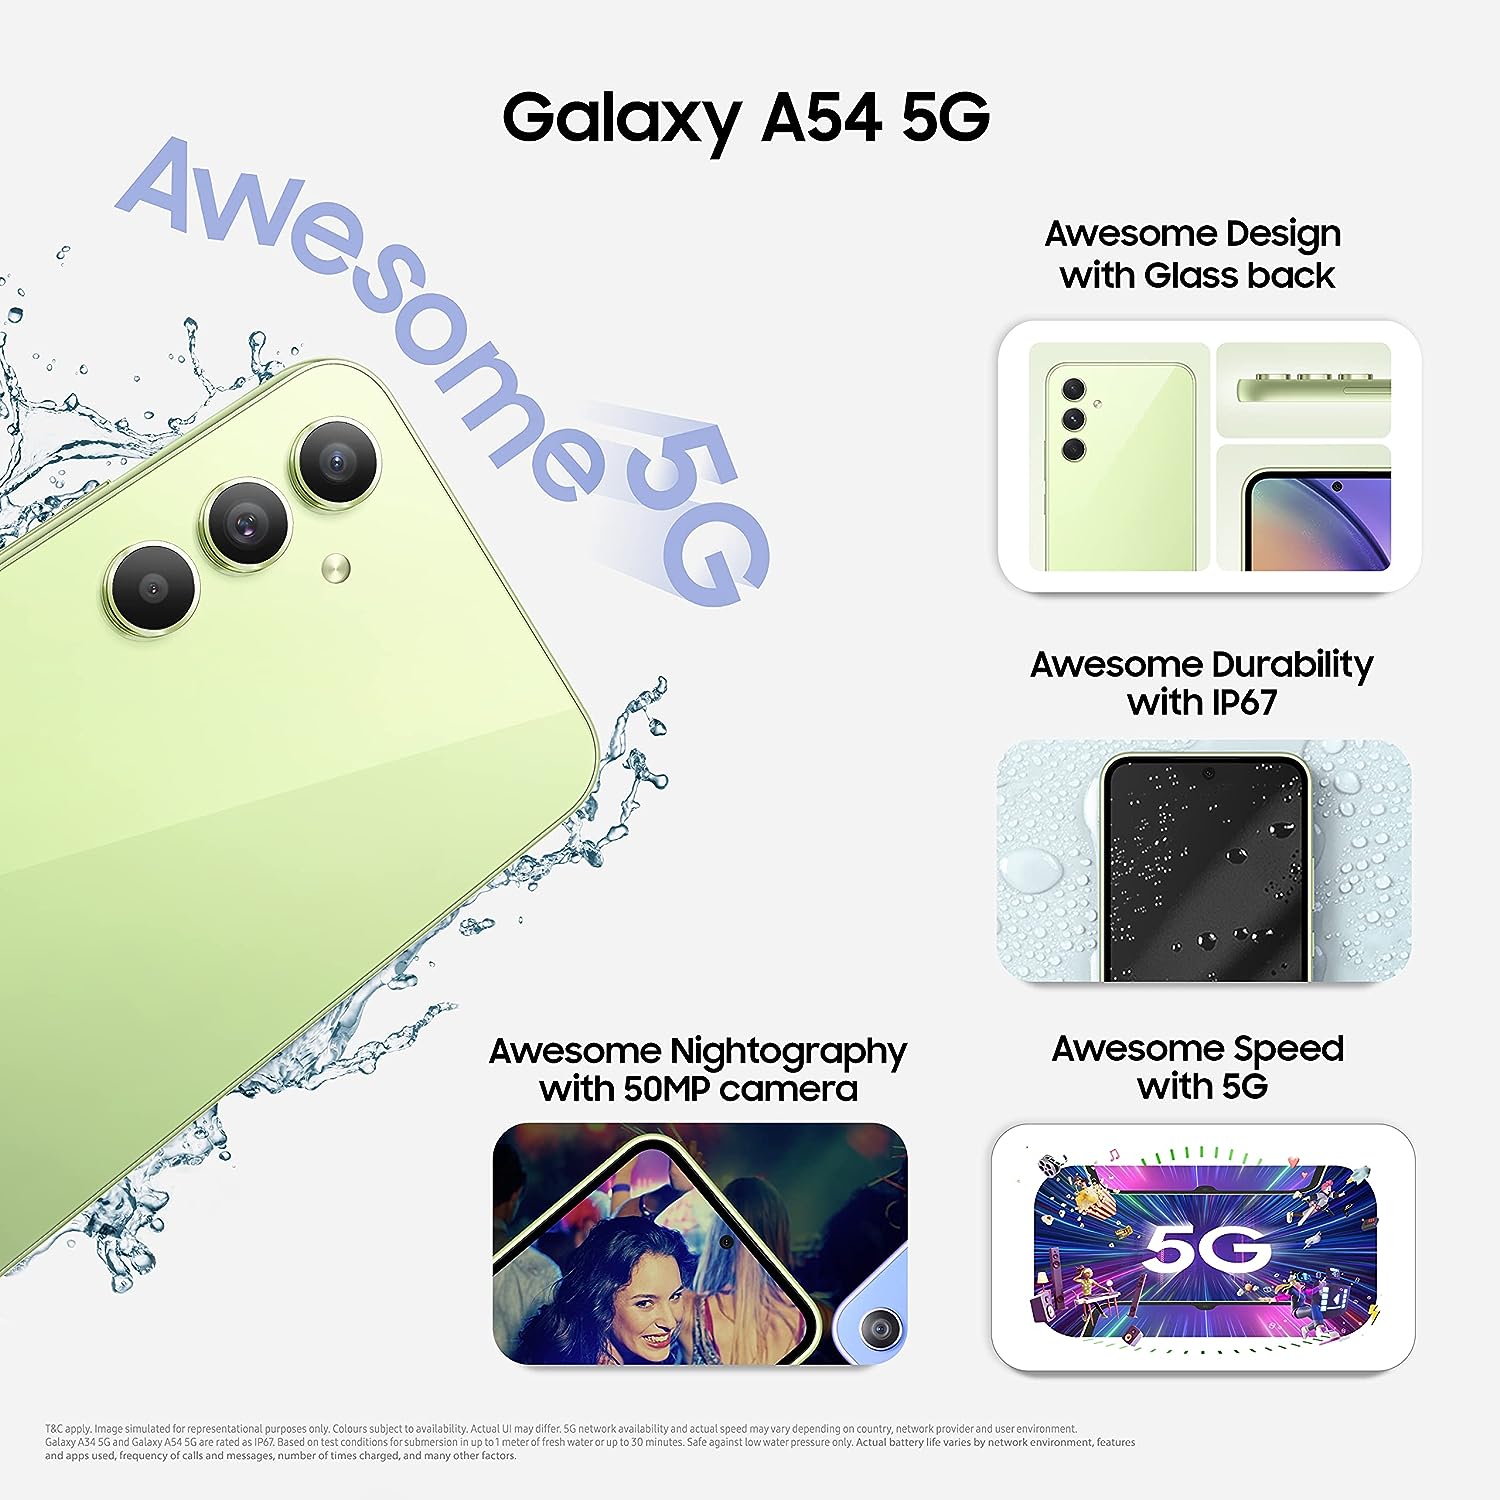 Galaxy A54 5G
Awesome 5G
Awesome Design
with Glass back
Awesome Durability
with IP67
Awesome Nightography
with 50MP camera
Awesome Speed
with 5G
5G
T&C apply. Image simulated for representational purposes only. Colours subject to availability. Actual UI may differ. 5G network availability and actual speed may vary depending on country, network provider and user environment.
Galaxy A34 5G and Galaxy A54 5G are rated as IP67. Based on test conditions for submersion in up to 1 meter of fresh water or up to 30 minutes. Safe against low water pressure only. Actual battery life varies by network environment, features
and apps used, frequency of calls and messages, number of times charged, and many other factors.